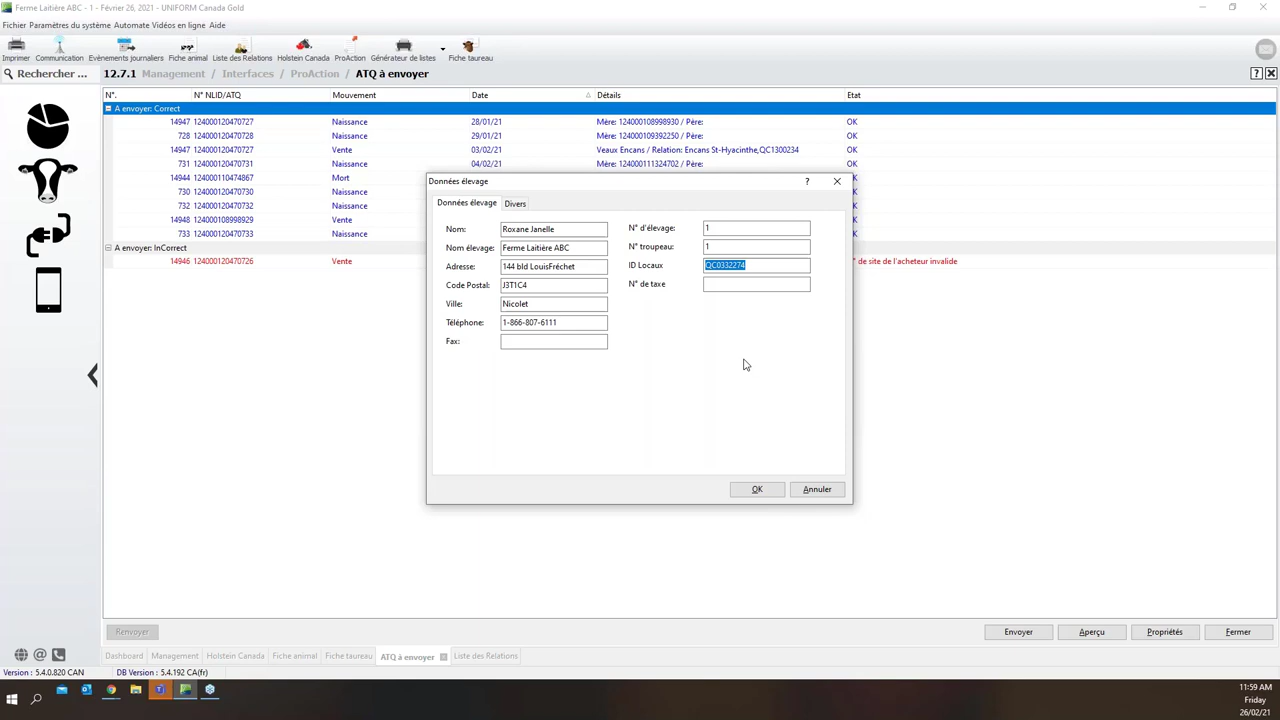 Ferme Laitière ABC - 1 - Février 26, 2021 - UNIFORM Canada Gold
Fichier Paramètres du système Automate Vidéos en ligne Aide
Imprimer Communication Evènements journaliers Fiche animal Liste des Relations Holstein Canada ProAction Générateur de listes Fiche taureau
Rechercher ... 12.7.1 Management / Interfaces / ProAction / ATQ à envoyer
N°. N° NLID/ATQ Mouvement Date Détails Etat
A envoyer: Correct
14947 124000120470727 Naissance 28/01/21 Mère: 124000108998930 / Père: OK
728 124000120470728 Naissance 29/01/21 Mère: 124000109392250 / Père: OK
14947 124000120470727 Vente 03/02/21 Veaux Encans / Relation: Encans St-Hyacinthe,QC1300234 OK
731 124000120470731 Naissance 04/02/21 Mère: 124000111324702 / Père: OK
14944 124000110474867 Mort
730 124000120470730 Naissance
732 124000120470732 Naissance
14948 124000108998929 Vente
733 124000120470733 Naissance
A envoyer: InCorrect
14946 124000120470726 Vente de site de l'acheteur invalide
Données élevage
Données élevage Divers
Nom: Roxane Janelle
Nom élevage: Ferme Laitière ABC
Adresse: 144 bld LouisFréchet
Code Postal: J3T1C4
Ville: Nicolet
Téléphone: 1-866-807-6111
Fax:
N° d'élevage: 1
N° troupeau: 1
ID Locaux QC0332274
N° de taxe
OK Annuler
Renvoyer Envoyer Aperçu Propriétés Fermer
Dashboard Management Holstein Canada Fiche animal Fiche taureau ATQ à envoyer Liste des Relations
Version : 5.4.0.820 CAN DB Version : 5.4.192 CA(fr)
11:59 AM
Friday
26/02/21